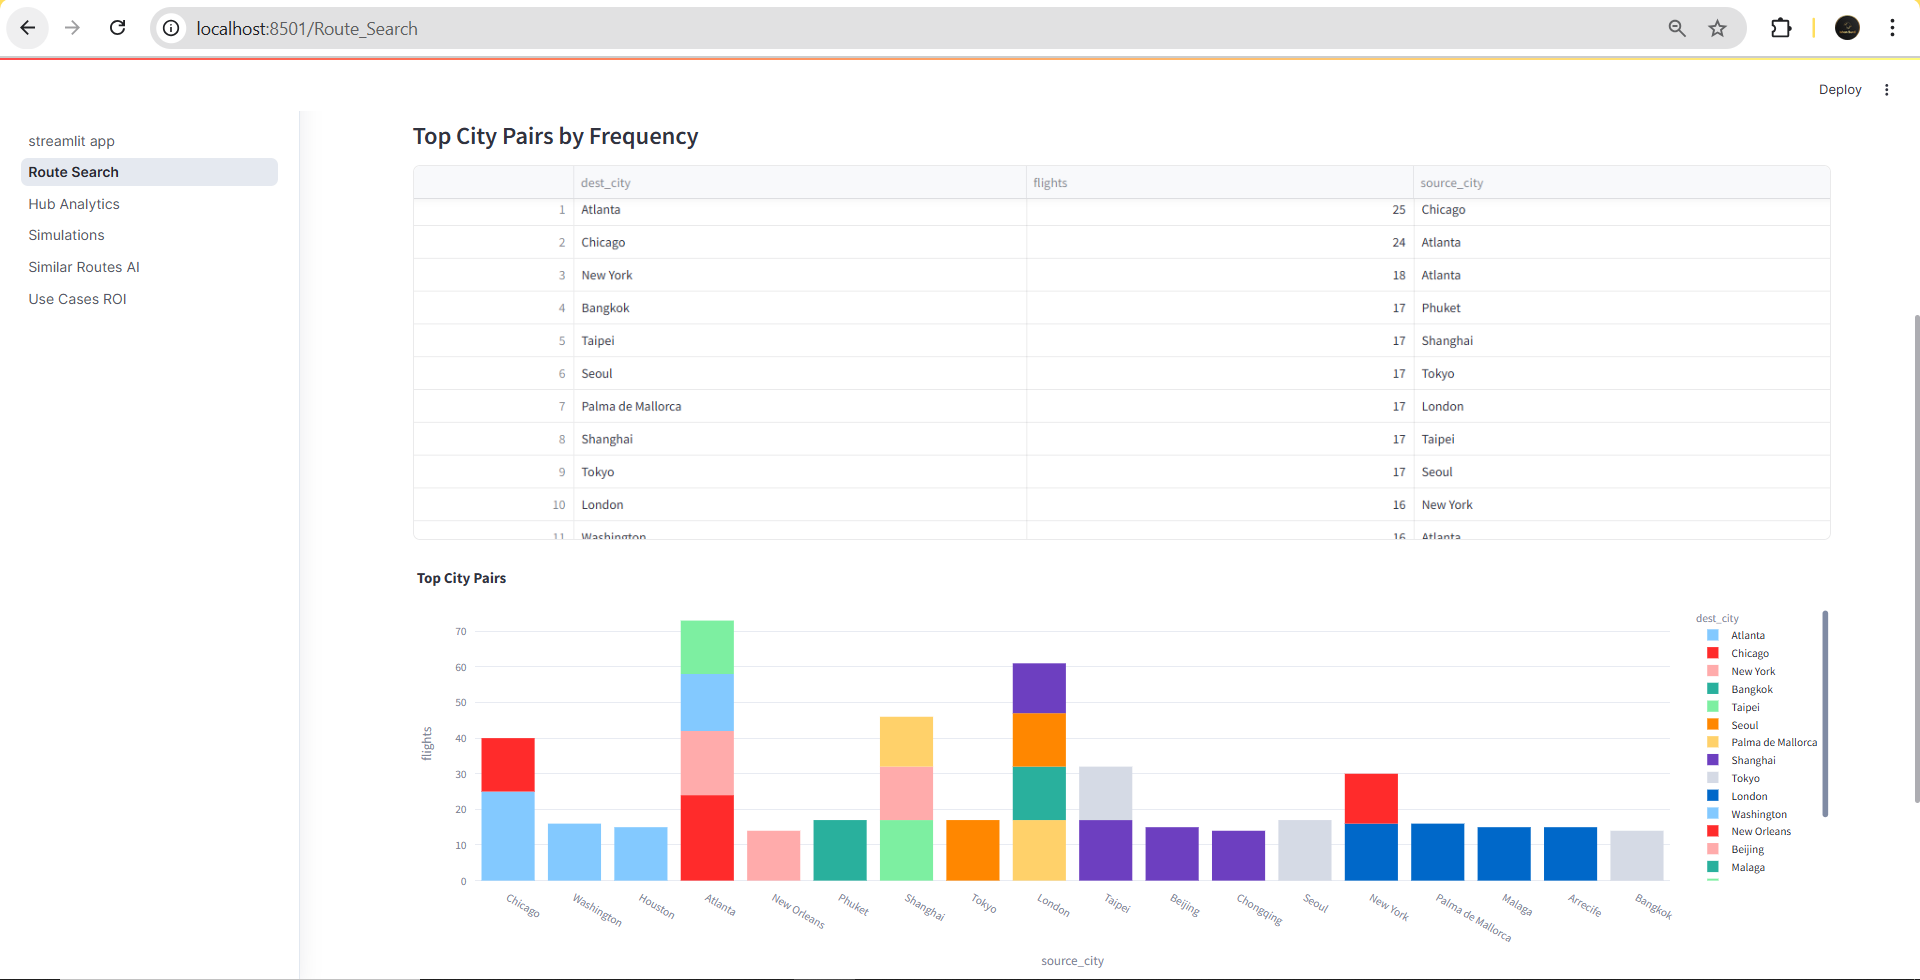 localhost:8501/Route_Search
Deploy
streamlit app
Route Search
Hub Analytics
Simulations
Similar Routes AI
Use Cases ROI
Top City Pairs by Frequency
dest_city flights source_city
1 Atlanta 25 Chicago
2 Chicago 24 Atlanta
3 New York 18 Atlanta
4 Bangkok 17 Phuket
5 Taipei 17 Shanghai
6 Seoul 17 Tokyo
7 Palma de Mallorca 17 London
8 Shanghai 17 Taipei
9 Tokyo 17 Seoul
10 London 16 New York
11 Washington 16 Atlanta
Top City Pairs
flights
70
60
50
40
30
20
10
0
Chicago Washington Houston Atlanta New Orleans Phuket Shanghai Tokyo London Taipei Beijing Chongqing Seoul New York Palma de Mallorca Malaga Arrecife Bangkok
source_city
dest_city
Atlanta
Chicago
New York
Bangkok
Taipei
Seoul
Palma de Mallorca
Shanghai
Tokyo
London
Washington
New Orleans
Beijing
Malaga